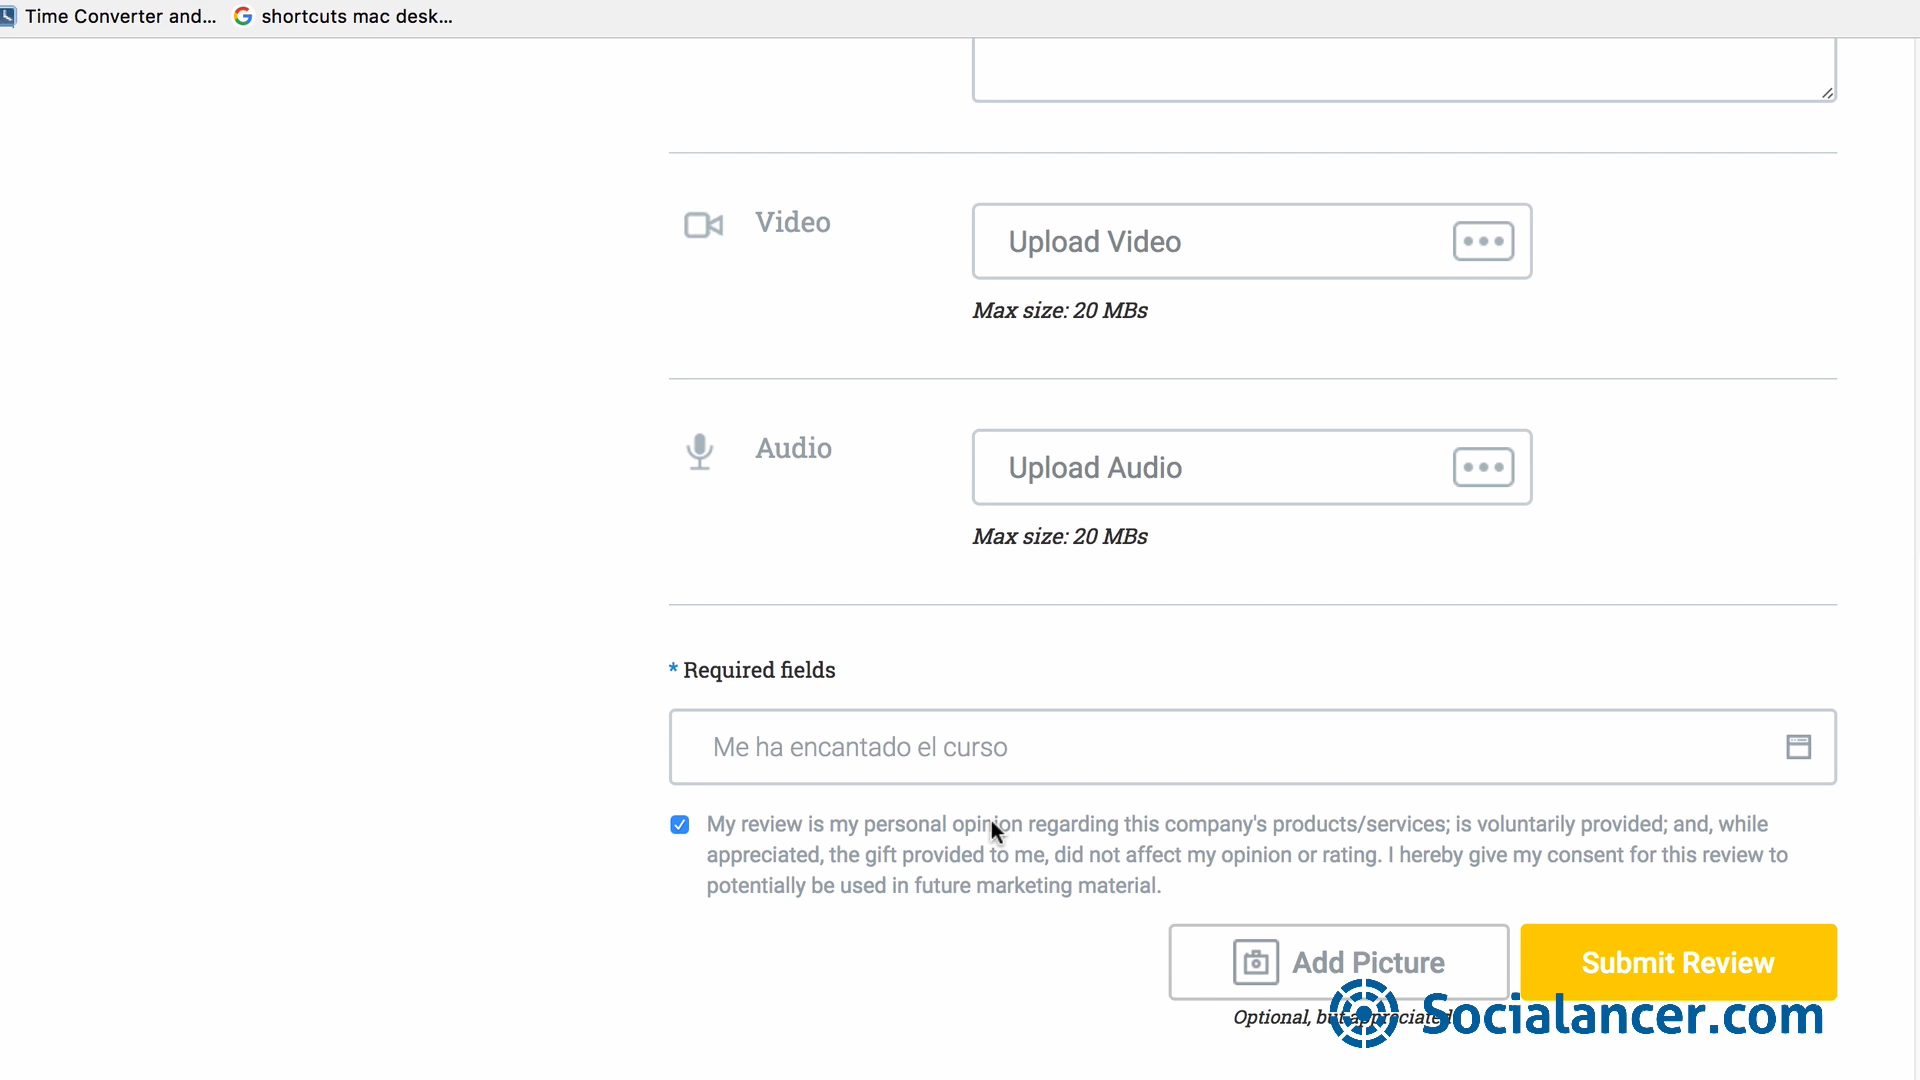 Time Converter and...
shortcuts mac desk...
Video
Upload Video
Max size: 20 MBs
Audio
Upload Audio
Max size: 20 MBs
* Required fields
Me ha encantado el curso
My review is my personal opinion regarding this company's products/services; is voluntarily provided; and, while
appreciated, the gift provided to me, did not affect my opinion or rating. I hereby give my consent for this review to
potentially be used in future marketing material.
Add Picture
Submit Review
Optional, but appreciated
Socialancer.com